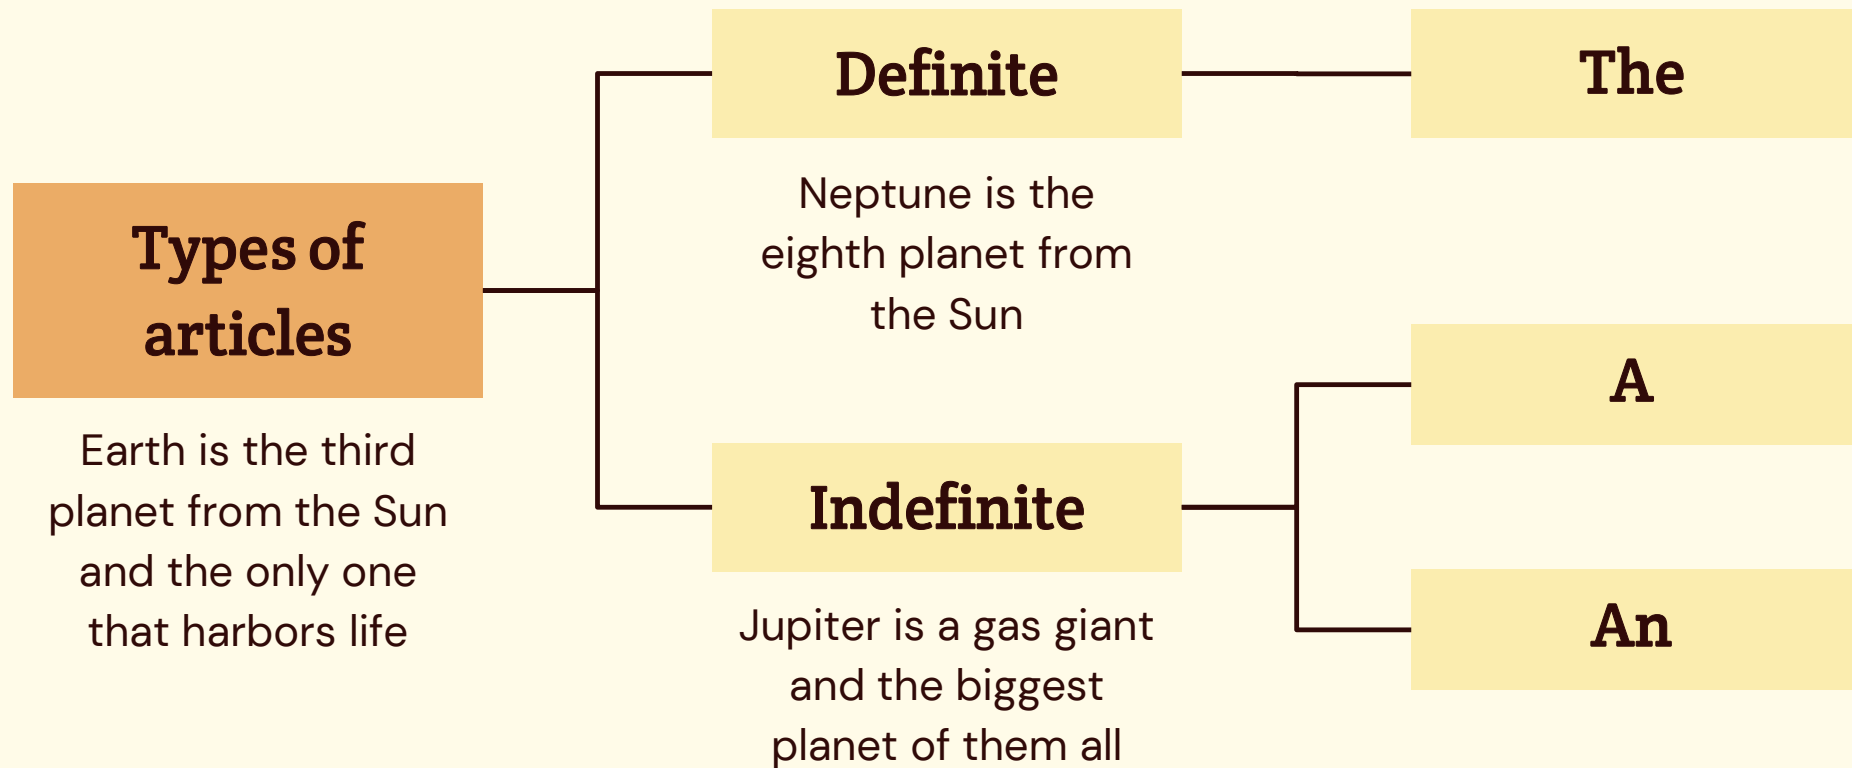 Types of
articles
Earth is the third
planet from the Sun
and the only one
that harbors life
Definite
Neptune is the
eighth planet from
the Sun
The
Indefinite
Jupiter is a gas giant
and the biggest
planet of them all
A
An